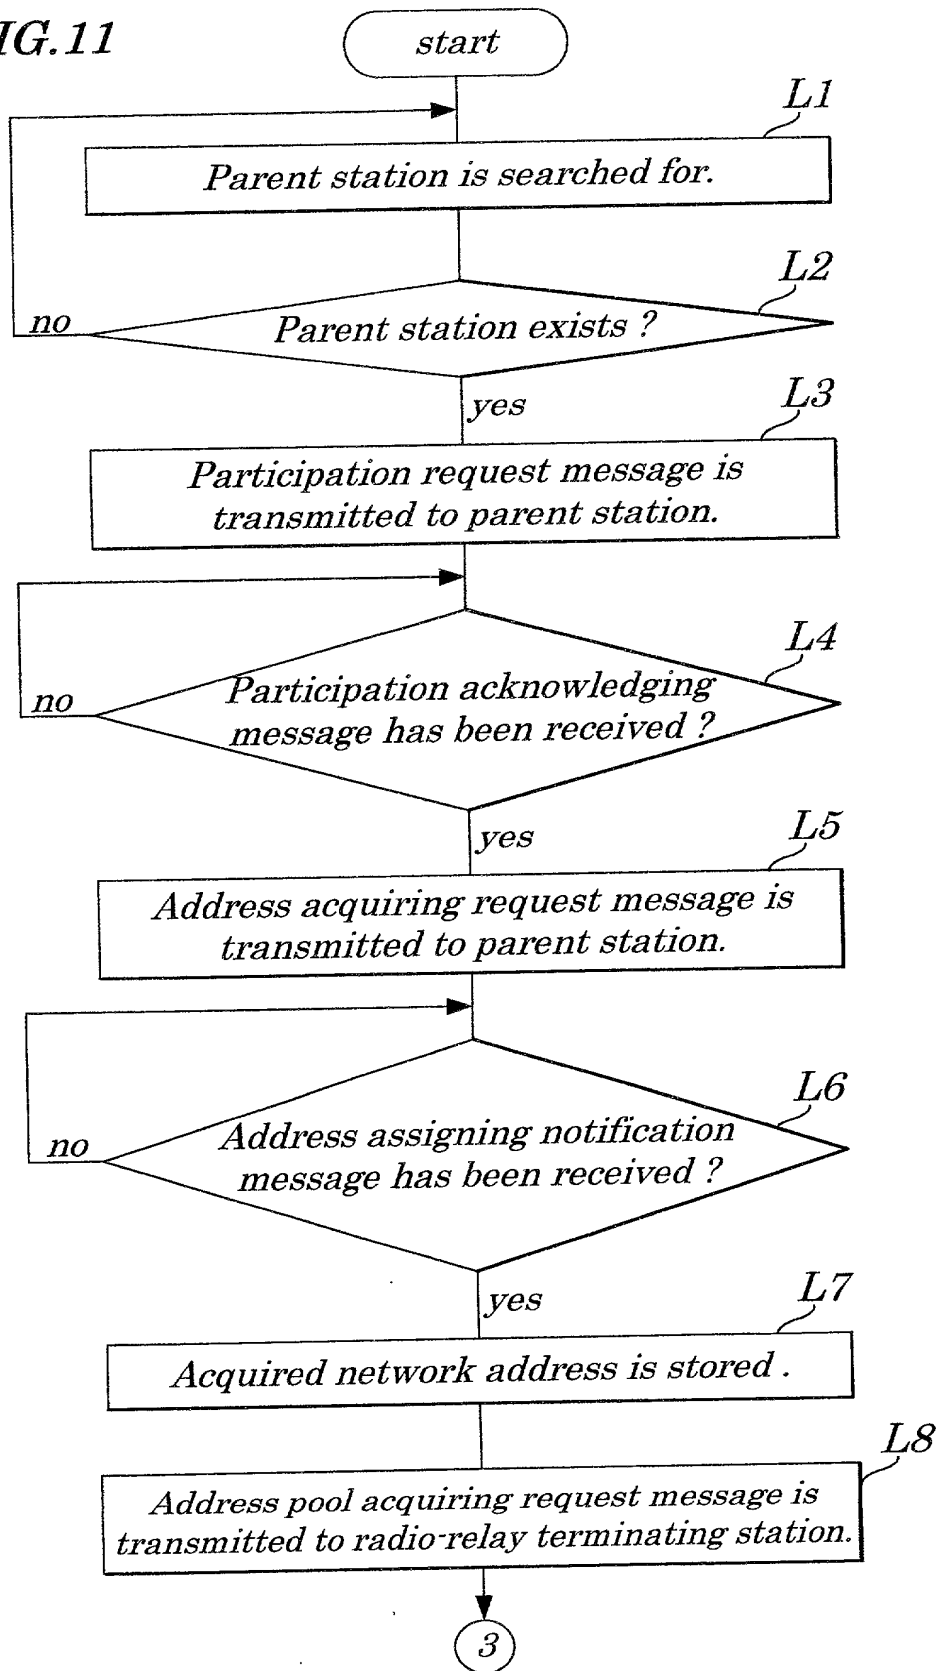 IG.11
start
L1
Parent station is searched for.
L2
Parent station exists ?
no
yes
L3
Participation request message is
transmitted to parent station.
L4
Participation acknowledging
message has been received ?
no
yes
L5
Address acquiring request message is
transmitted to parent station.
L6
Address assigning notification
message has been received ?
no
yes
L7
Acquired network address is stored .
L8
Address pool acquiring request message is
transmitted to radio-relay terminating station.
3